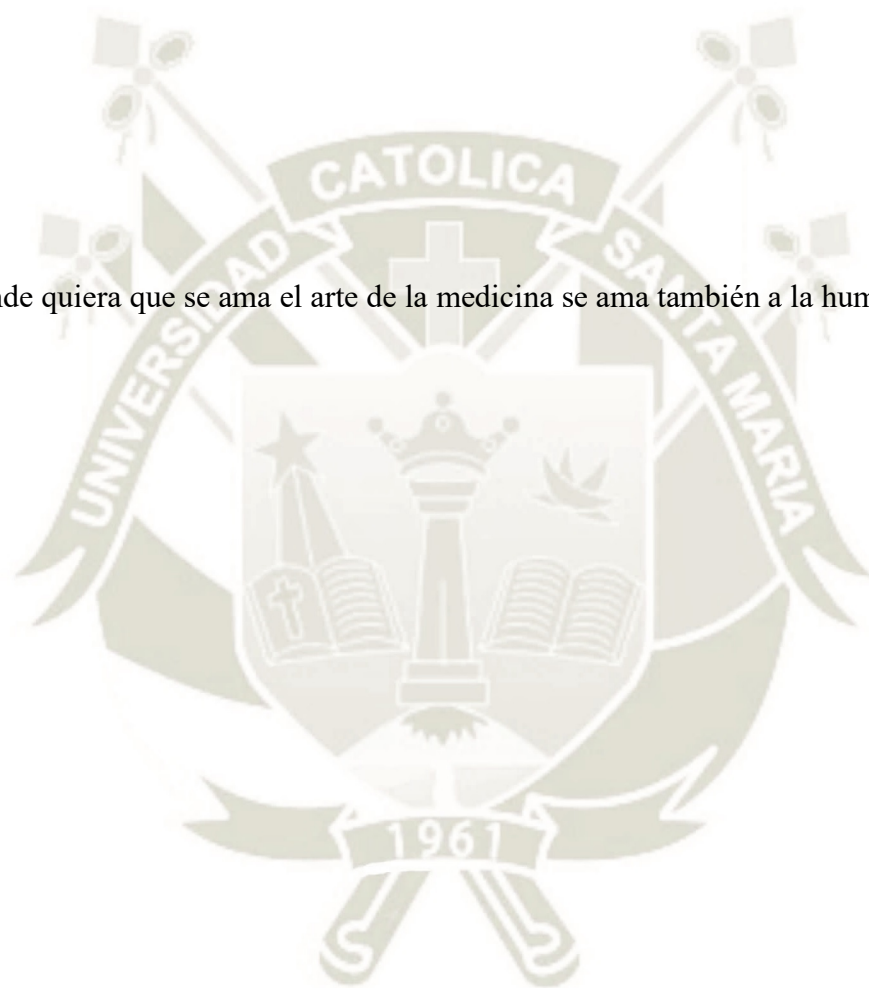 CATOLICA
UNIVERSIDAD
SANTA MARIA
quiera que se ama el arte de la medicina se ama también a la
1961